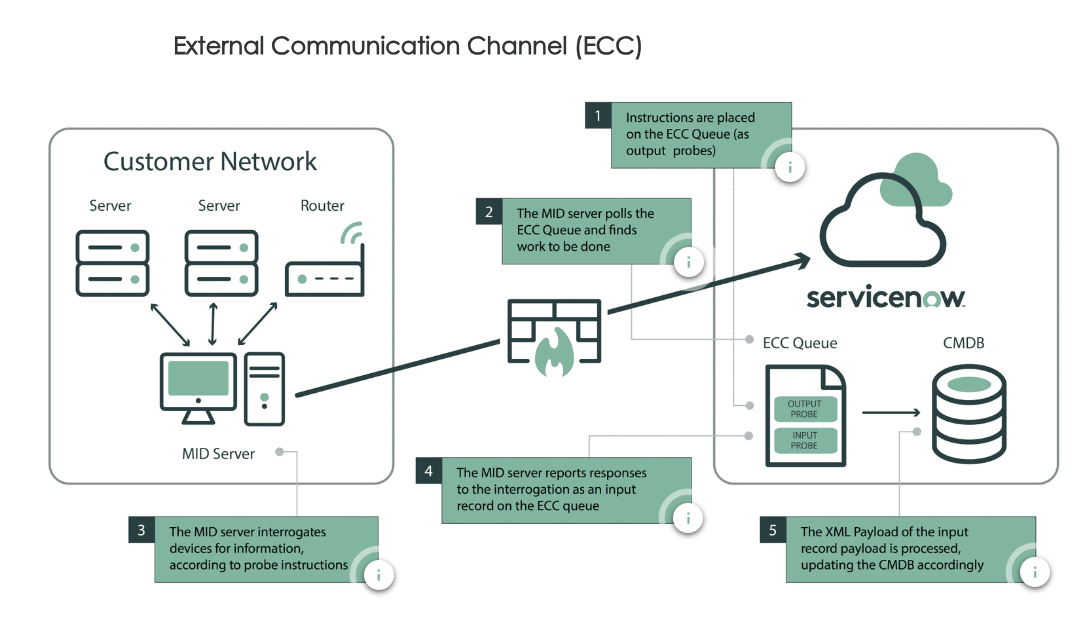 External Communication Channel (ECC)
1
Instructions are placed
on the ECC Queue (as
output probes)
i
Customer Network
Server
Server
Router
2
The MID server polls the
ECC Queue and finds
work to be done
i
servicenow
ECC Queue
CMDB
OUTPUT
PROBE
INPUT
PROBE
MID Server
4
The MID server reports responses
to the interrogation as an input
record on the ECC queue
i
3
The MID server interrogates
devices for information,
according to probe instructions
i
5
The XML Payload of the input
record payload is processed,
updating the CMDB accordingly
i